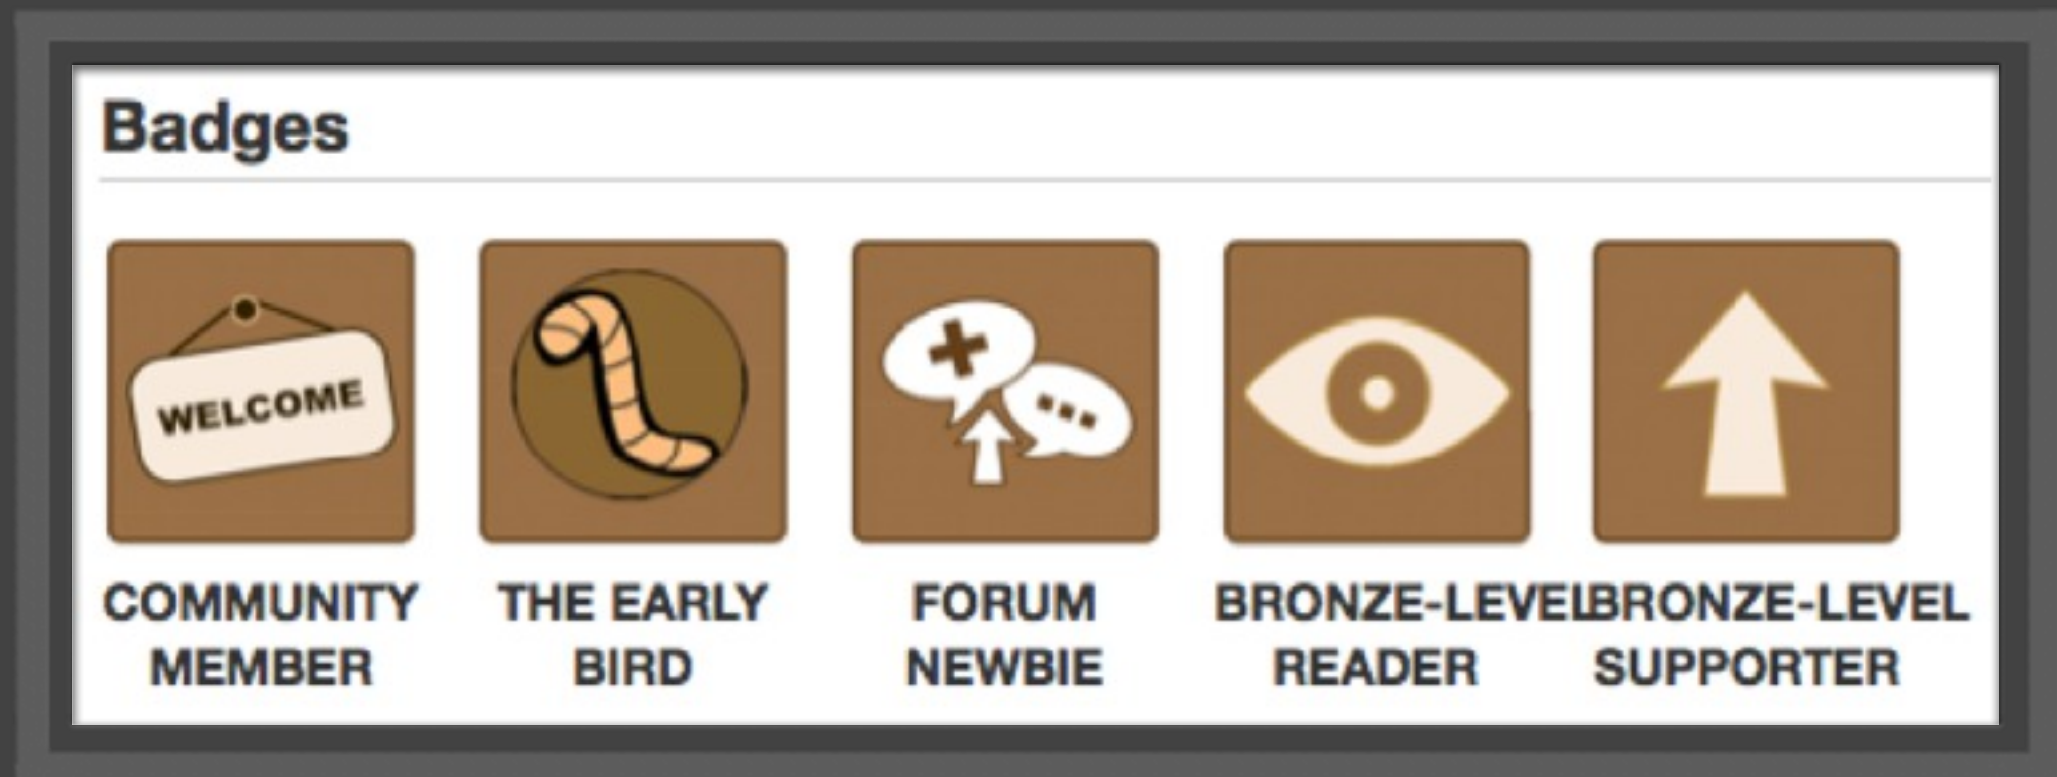 Badges
WELCOME
COMMUNITY
MEMBER
THE EARLY
BIRD
FORUM
NEWBIE
BRONZE-LEVEL
READER
BRONZE-LEVEL
SUPPORTER